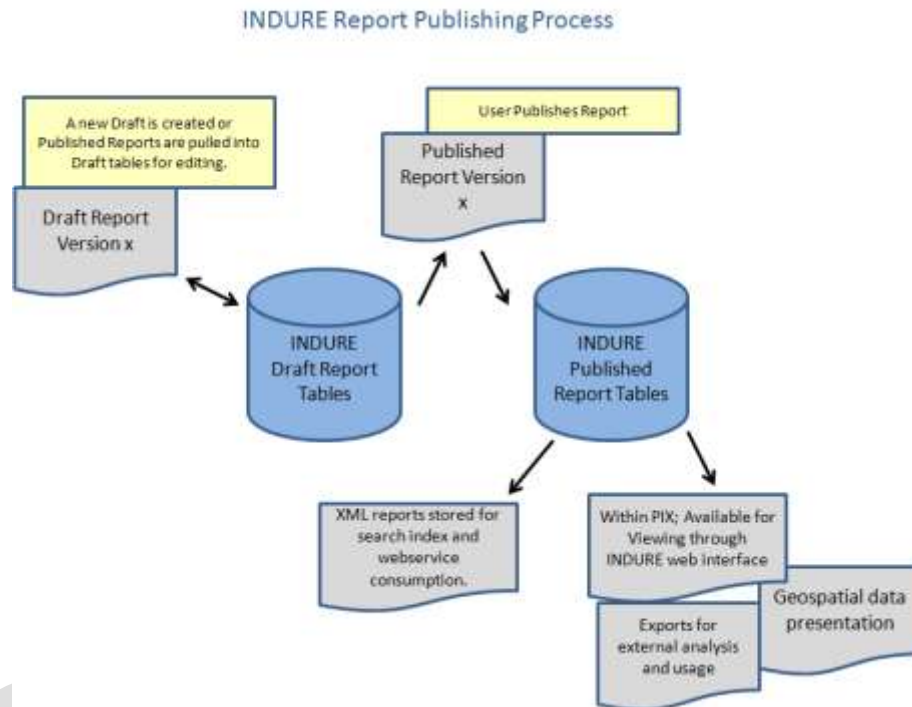 INDURE Report Publishing Process
A new Draft is created or
Published Reports are pulled into
Draft tables for editing.
User Publishes Report
Draft Report
Version x
Published
Report Version
x
INDURE
Draft Report
Tables
INDURE
Published
Report Tables
XML reports stored for
search index and
webservice
consumption.
Within PIX; Available for
Viewing through
INDURE web interface
Geospatial data
presentation
Exports for
external analysis
and usage